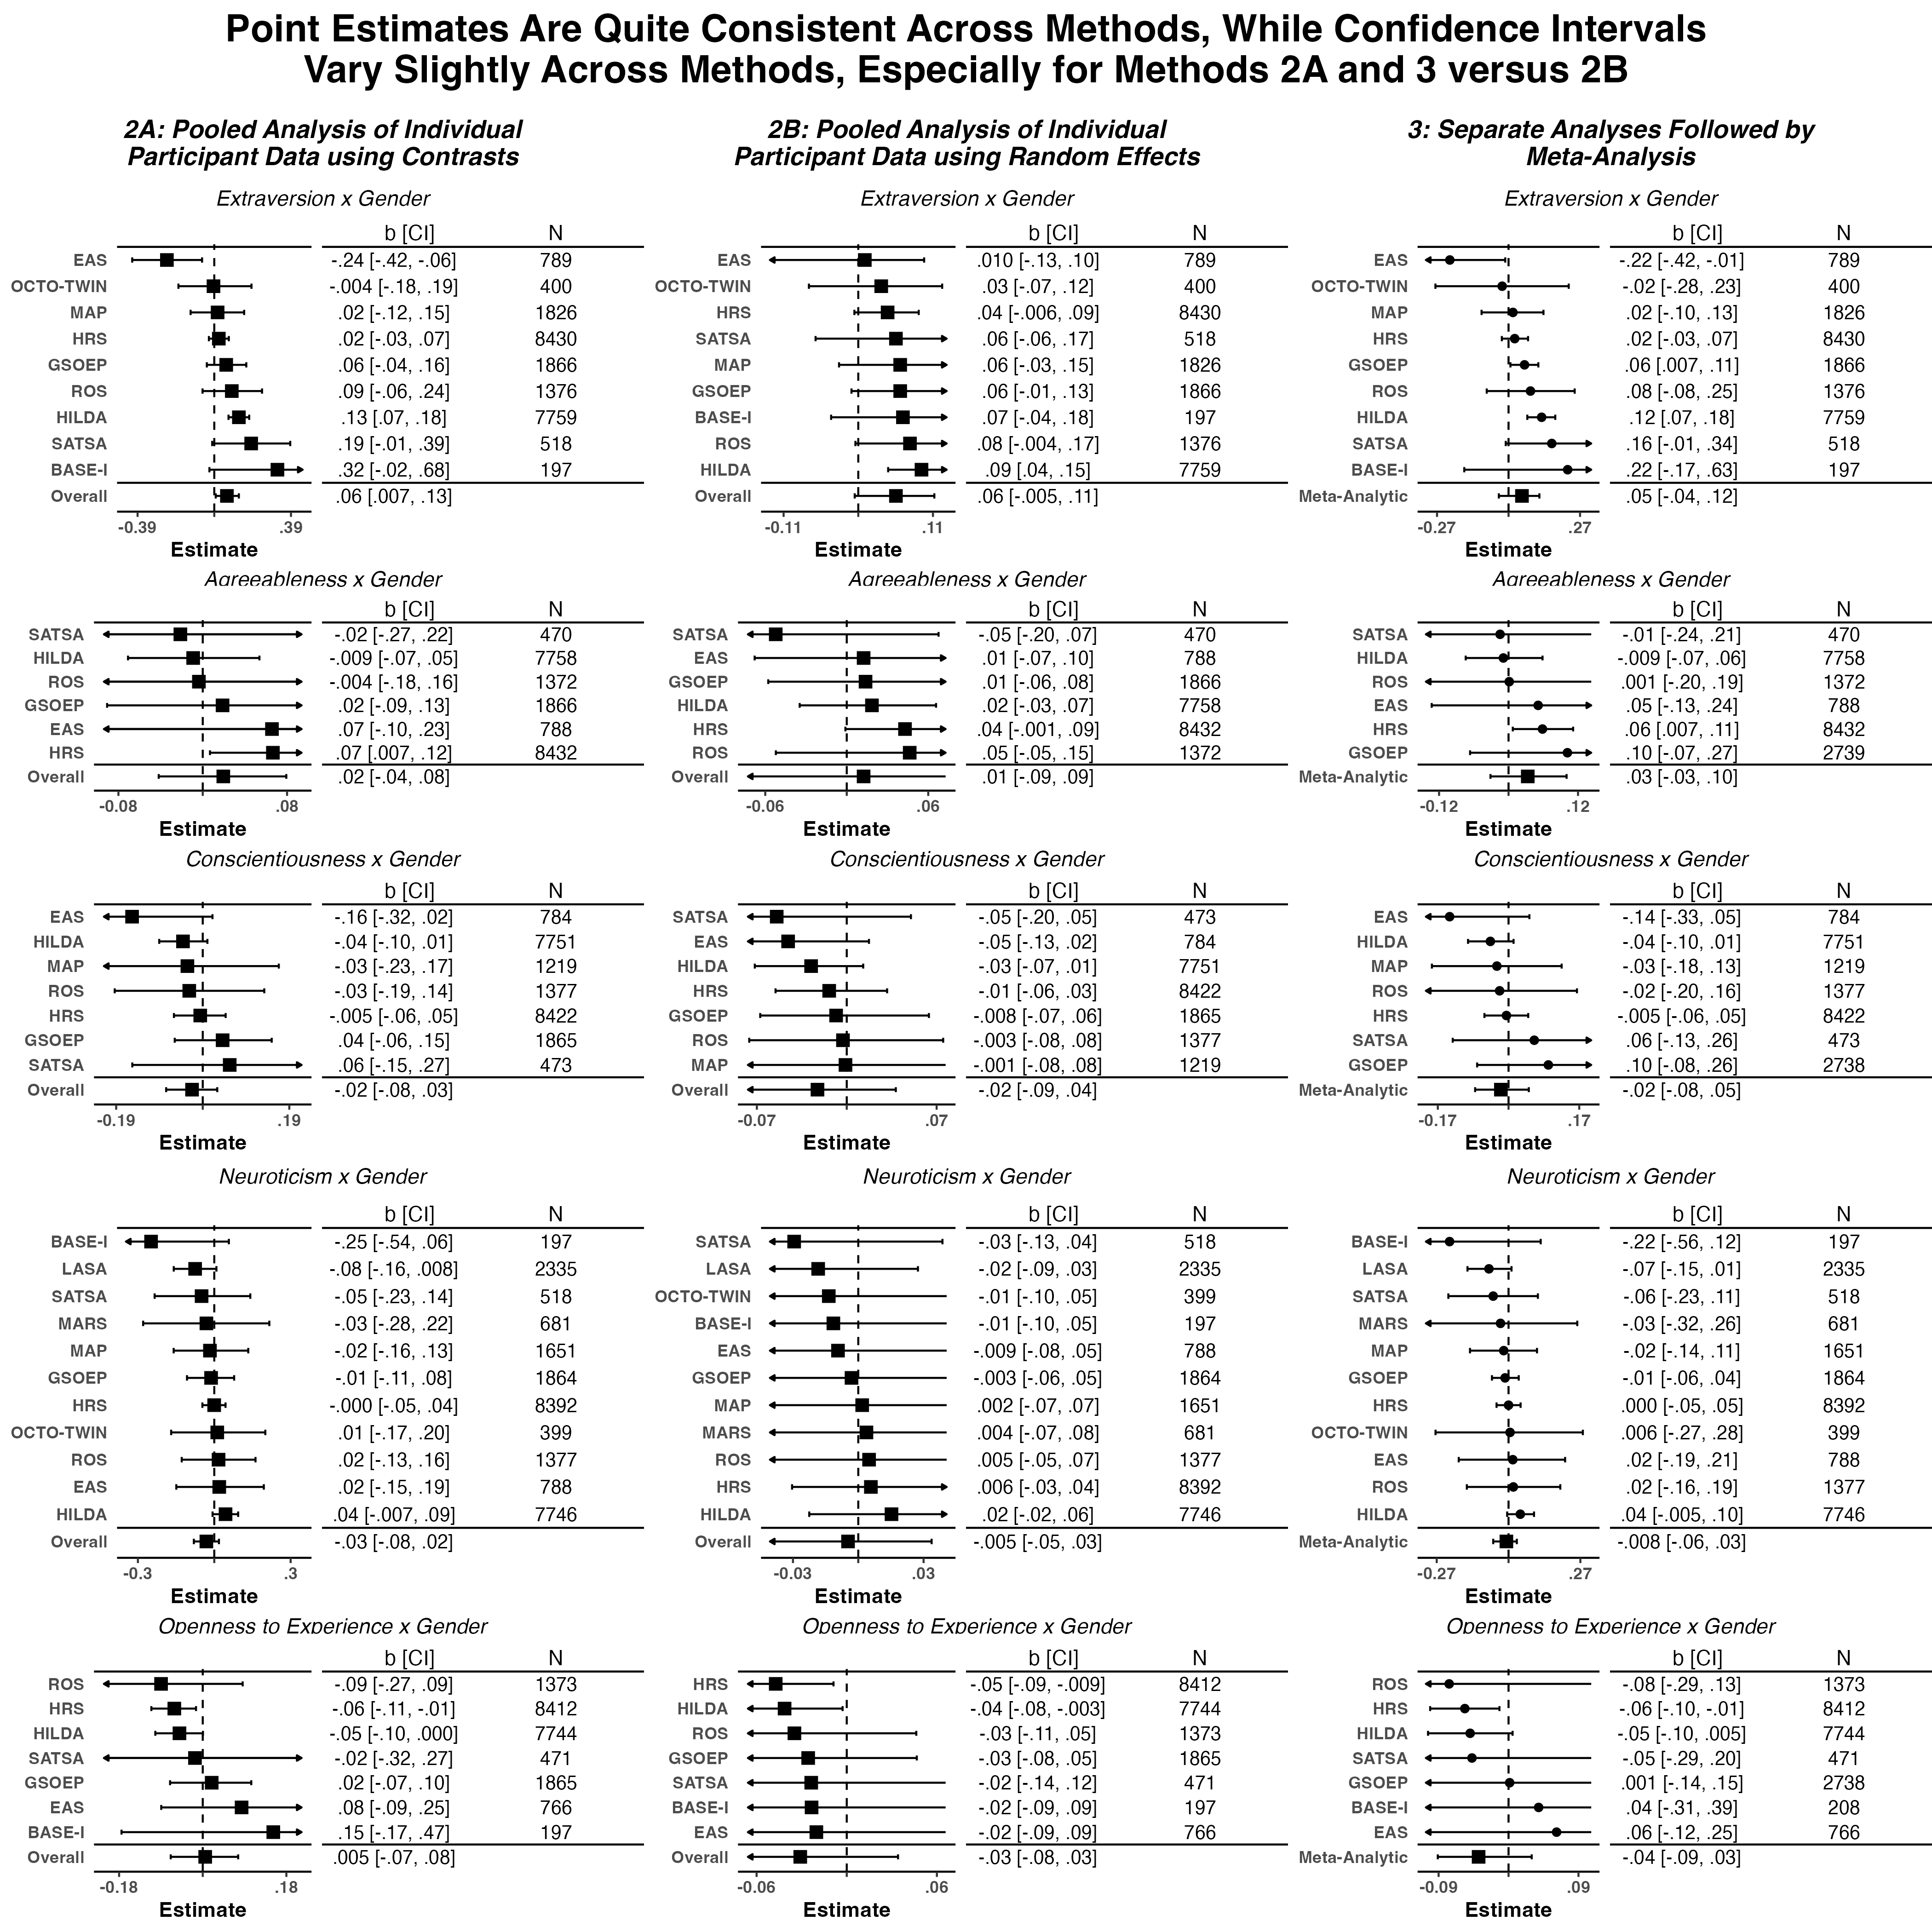 Point Estimates Are Quite Consistent Across Methods, While Confidence Intervals
Vary Slightly Across Methods, Especially for Methods 2A and 3 versus 2B
2A: Pooled Analysis of Individual
Participant Data using Contrasts
Extraversion x Gender
b [CI] N
EAS -.24 [-.42, -.06] 789
OCTO-TWIN -.004 [-.18, .19] 400
MAP .02 [-.12, .15] 1826
HRS .02 [-.03, .07] 8430
GSOEP .06 [-.04, .16] 1866
ROS .09 [-.06, .24] 1376
HILDA .13 [.07, .18] 7759
SATSA .19 [-.01, .39] 518
BASE-I .32 [-.02, .68] 197
Overall .06 [.007, .13]
-0.39 .39
Estimate
Agreeableness x Gender
b [CI] N
SATSA -.02 [-.27, .22] 470
HILDA -.009 [-.07, .05] 7758
ROS -.004 [-.18, .16] 1372
GSOEP .02 [-.09, .13] 1866
EAS .07 [-.10, .23] 788
HRS .07 [.007, .12] 8432
Overall .02 [-.04, .08]
-0.08 .08
Estimate
Conscientiousness x Gender
b [CI] N
EAS -.16 [-.32, .02] 784
HILDA -.04 [-.10, .01] 7751
MAP -.03 [-.23, .17] 1219
ROS -.03 [-.19, .14] 1377
HRS -.005 [-.06, .05] 8422
GSOEP .04 [-.06, .15] 1865
SATSA .06 [-.15, .27] 473
Overall -.02 [-.08, .03]
-0.19 .19
Estimate
Neuroticism x Gender
b [CI] N
BASE-I -.25 [-.54, .06] 197
LASA -.08 [-.16, .008] 2335
SATSA -.05 [-.23, .14] 518
MARS -.03 [-.28, .22] 681
MAP -.02 [-.16, .13] 1651
GSOEP -.01 [-.11, .08] 1864
HRS -.000 [-.05, .04] 8392
OCTO-TWIN .01 [-.17, .20] 399
ROS .02 [-.13, .16] 1377
EAS .02 [-.15, .19] 788
HILDA .04 [-.007, .09] 7746
Overall -.03 [-.08, .02]
-0.3 .3
Estimate
Openness to Experience x Gender
b [CI] N
ROS -.09 [-.27, .09] 1373
HRS -.06 [-.11, -.01] 8412
HILDA -.05 [-.10, .000] 7744
SATSA -.02 [-.32, .27] 471
GSOEP .02 [-.07, .10] 1865
EAS .08 [-.09, .25] 766
BASE-I .15 [-.17, .47] 197
Overall .005 [-.07, .08]
-0.18 .18
Estimate
2B: Pooled Analysis of Individual
Participant Data using Random Effects
Extraversion x Gender
b [CI] N
EAS .010 [-.13, .10] 789
OCTO-TWIN .03 [-.07, .12] 400
HRS .04 [-.006, .09] 8430
SATSA .06 [-.06, .17] 518
MAP .06 [-.03, .15] 1826
GSOEP .06 [-.01, .13] 1866
BASE-I .07 [-.04, .18] 197
ROS .08 [-.004, .17] 1376
HILDA .09 [.04, .15] 7759
Overall .06 [-.005, .11]
-0.11 .11
Estimate
Agreeableness x Gender
b [CI] N
SATSA -.05 [-.20, .07] 470
EAS .01 [-.07, .10] 788
GSOEP .01 [-.06, .08] 1866
HILDA .02 [-.03, .07] 7758
HRS .04 [-.001, .09] 8432
ROS .05 [-.05, .15] 1372
Overall .01 [-.09, .09]
-0.06 .06
Estimate
Conscientiousness x Gender
b [CI] N
SATSA -.05 [-.20, .05] 473
EAS -.05 [-.13, .02] 784
HILDA -.03 [-.07, .01] 7751
HRS -.01 [-.06, .03] 8422
GSOEP -.008 [-.07, .06] 1865
ROS -.003 [-.08, .08] 1377
MAP -.001 [-.08, .08] 1219
Overall -.02 [-.09, .04]
-0.07 .07
Estimate
Neuroticism x Gender
b [CI] N
SATSA -.03 [-.13, .04] 518
LASA -.02 [-.09, .03] 2335
OCTO-TWIN -.01 [-.10, .05] 399
BASE-I -.01 [-.10, .05] 197
EAS -.009 [-.08, .05] 788
GSOEP -.003 [-.06, .05] 1864
MAP .002 [-.07, .07] 1651
MARS .004 [-.07, .08] 681
ROS .005 [-.05, .07] 1377
HRS .006 [-.03, .04] 8392
HILDA .02 [-.02, .06] 7746
Overall -.005 [-.05, .03]
-0.03 .03
Estimate
Openness to Experience x Gender
b [CI] N
HRS -.05 [-.09, -.009] 8412
HILDA -.04 [-.08, -.003] 7744
ROS -.03 [-.11, .05] 1373
GSOEP -.03 [-.08, .05] 1865
SATSA -.02 [-.14, .12] 471
BASE-I -.02 [-.09, .09] 197
EAS -.02 [-.09, .09] 766
Overall -.03 [-.08, .03]
-0.06 .06
Estimate
3: Separate Analyses Followed by
Meta-Analysis
Extraversion x Gender
b [CI] N
EAS -.22 [-.42, -.01] 789
OCTO-TWIN -.02 [-.28, .23] 400
MAP .02 [-.10, .13] 1826
HRS .02 [-.03, .07] 8430
GSOEP .06 [.007, .11] 1866
ROS .08 [-.08, .25] 1376
HILDA .12 [.07, .18] 7759
SATSA .16 [-.01, .34] 518
BASE-I .22 [-.17, .63] 197
Meta-Analytic .05 [-.04, .12]
-0.27 .27
Estimate
Agreeableness x Gender
b [CI] N
SATSA -.01 [-.24, .21] 470
HILDA -.009 [-.07, .06] 7758
ROS .001 [-.20, .19] 1372
EAS .05 [-.13, .24] 788
HRS .06 [.007, .11] 8432
GSOEP .10 [-.07, .27] 2739
Meta-Analytic .03 [-.03, .10]
-0.12 .12
Estimate
Conscientiousness x Gender
b [CI] N
EAS -.14 [-.33, .05] 784
HILDA -.04 [-.10, .01] 7751
MAP -.03 [-.18, .13] 1219
ROS -.02 [-.20, .16] 1377
HRS -.005 [-.06, .05] 8422
SATSA .06 [-.13, .26] 473
GSOEP .10 [-.08, .26] 2738
Meta-Analytic -.02 [-.08, .05]
-0.17 .17
Estimate
Neuroticism x Gender
b [CI] N
BASE-I -.22 [-.56, .12] 197
LASA -.07 [-.15, .01] 2335
SATSA -.06 [-.23, .11] 518
MARS -.03 [-.32, .26] 681
MAP -.02 [-.14, .11] 1651
GSOEP -.01 [-.06, .04] 1864
HRS .000 [-.05, .05] 8392
OCTO-TWIN .006 [-.27, .28] 399
EAS .02 [-.19, .21] 788
ROS .02 [-.16, .19] 1377
HILDA .04 [-.005, .10] 7746
Meta-Analytic -.008 [-.06, .03]
-0.27 .27
Estimate
Openness to Experience x Gender
b [CI] N
ROS -.08 [-.29, .13] 1373
HRS -.06 [-.10, -.01] 8412
HILDA -.05 [-.10, .005] 7744
SATSA -.05 [-.29, .20] 471
GSOEP .001 [-.14, .15] 2738
BASE-I .04 [-.31, .39] 208
EAS .06 [-.12, .25] 766
Meta-Analytic -.04 [-.09, .03]
-0.09 .09
Estimate